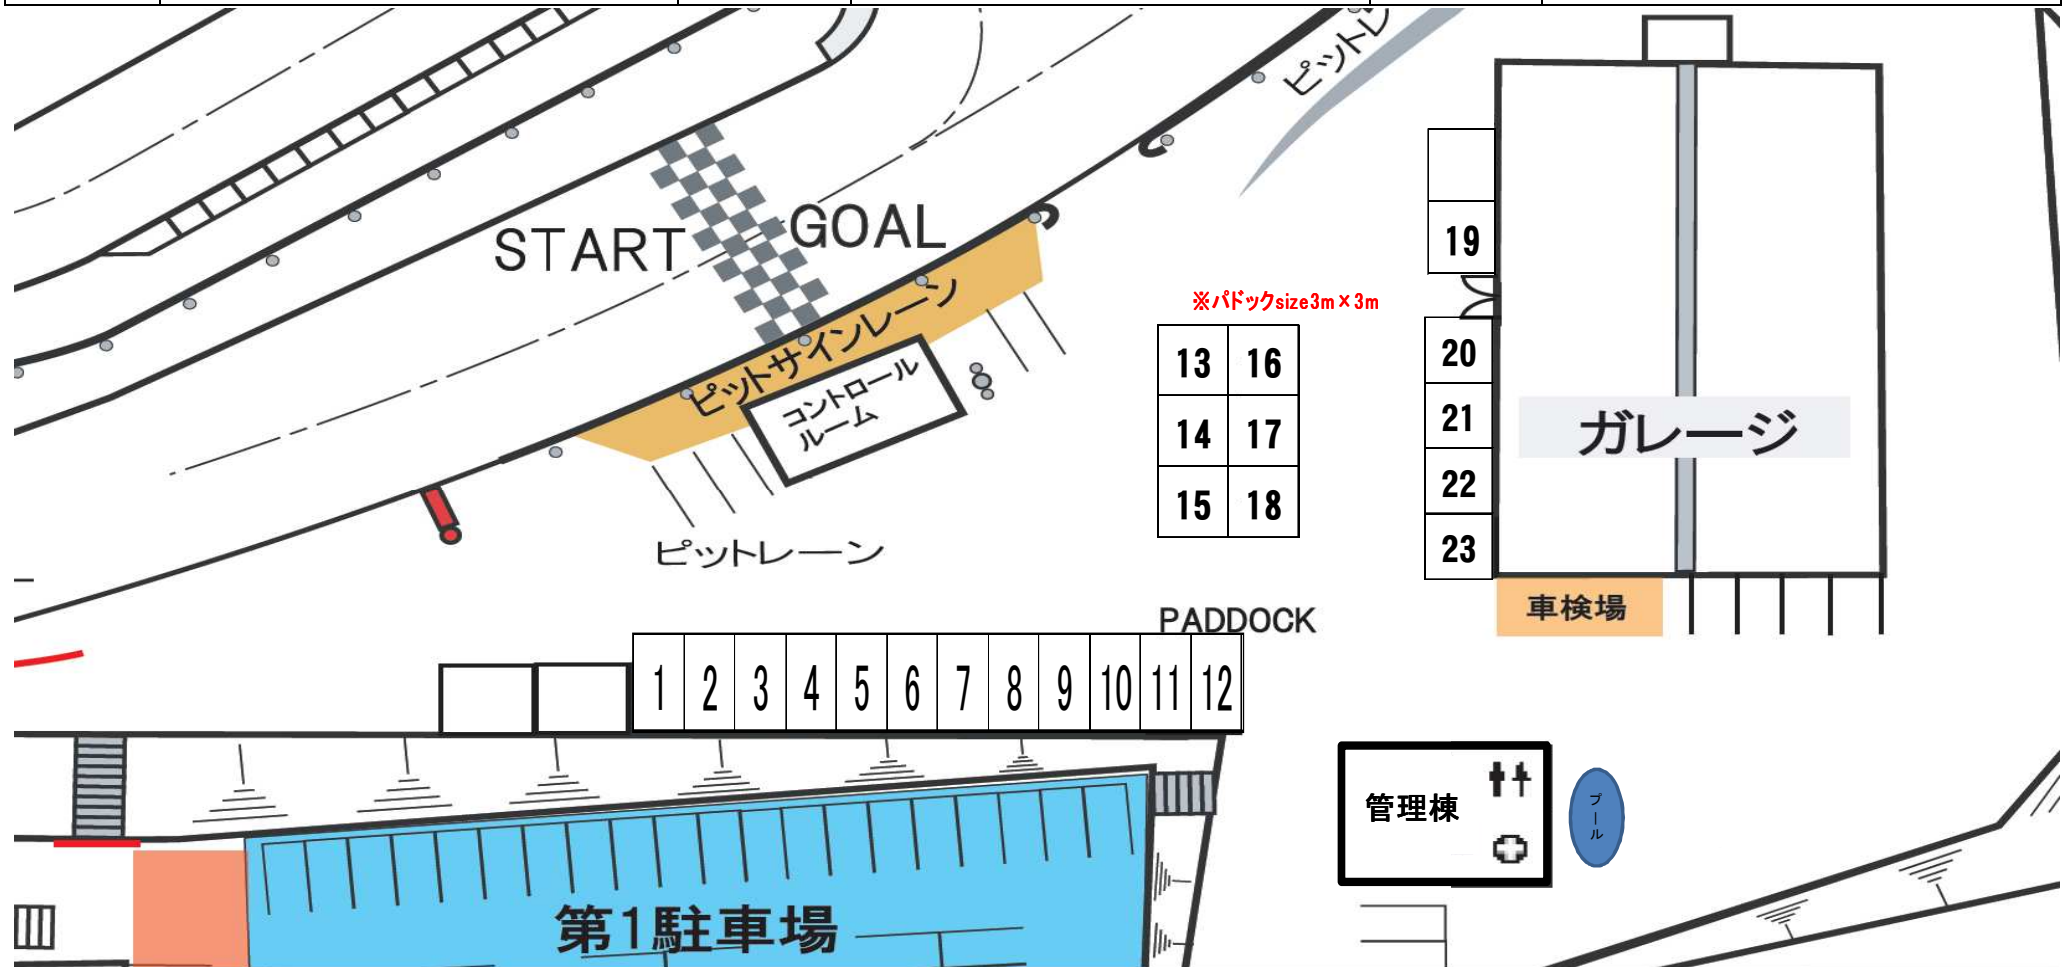 ピットレ
START
GOAL
19
※パドックsize3m×3m
ピットサインレーン
コントロール
ルーム
13 16
14 17
15 18
20
21
22
23
ガレージ
ピットレーン
車検場
PADDOCK
1 2 3 4 5 6 7 8 9 10 11 12
管理棟
プール
第1駐車場